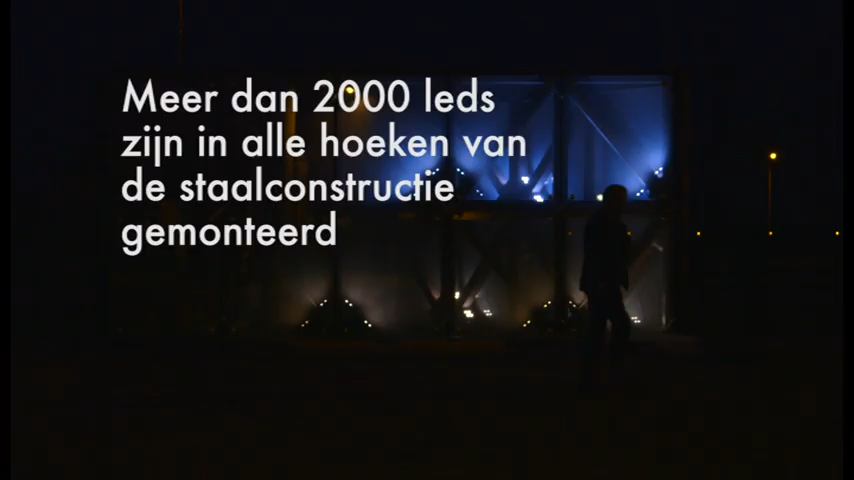 Meer dan 2000 leds
zijn in alle hoeken van
de staalconstructie
gemonteerd